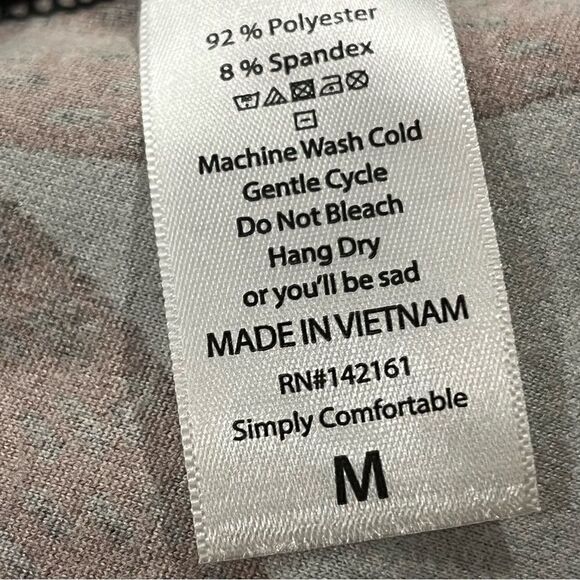 92 % Polyester
8 % Spandex
Machine Wash Cold
Gentle Cycle
Do Not Bleach
Hang Dry
or you'll be sad
MADE IN VIETNAM
RN#142161
Simply Comfortable
M